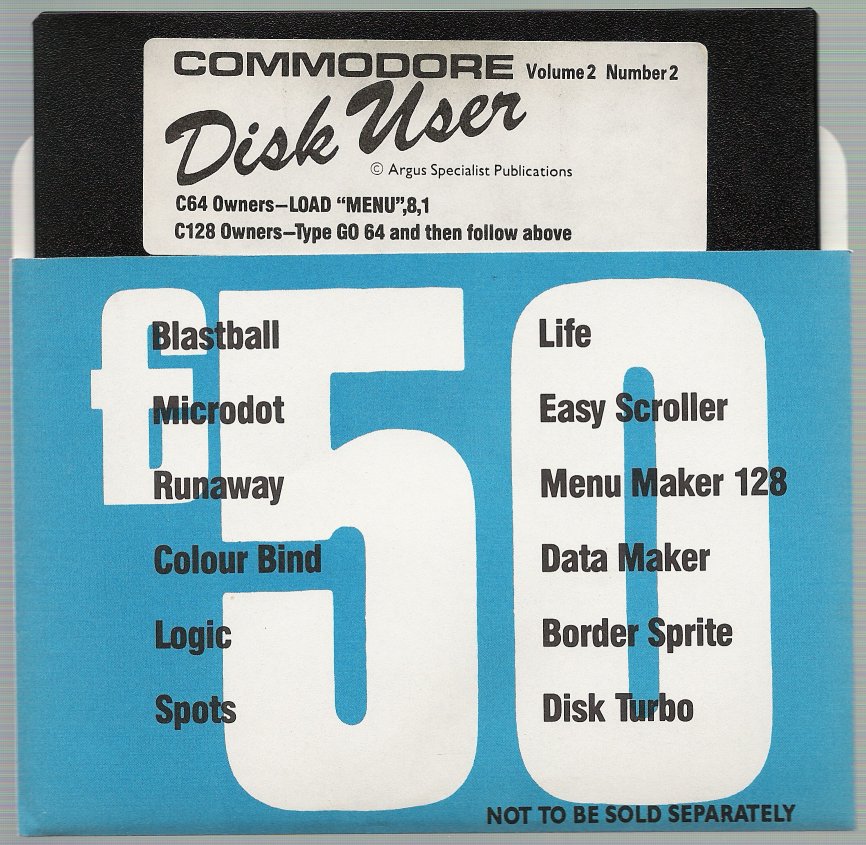 COMMODORE Volume 2 Number 2
Disk User
© Argus Specialist Publications
C64 Owners–LOAD “MENU”,8,1
C128 Owners–Type GO 64 and then follow above
£50
Blastball
Microdot
Runaway
Colour Bind
Logic
Spots
Life
Easy Scroller
Menu Maker 128
Data Maker
Border Sprite
Disk Turbo
NOT TO BE SOLD SEPARATELY